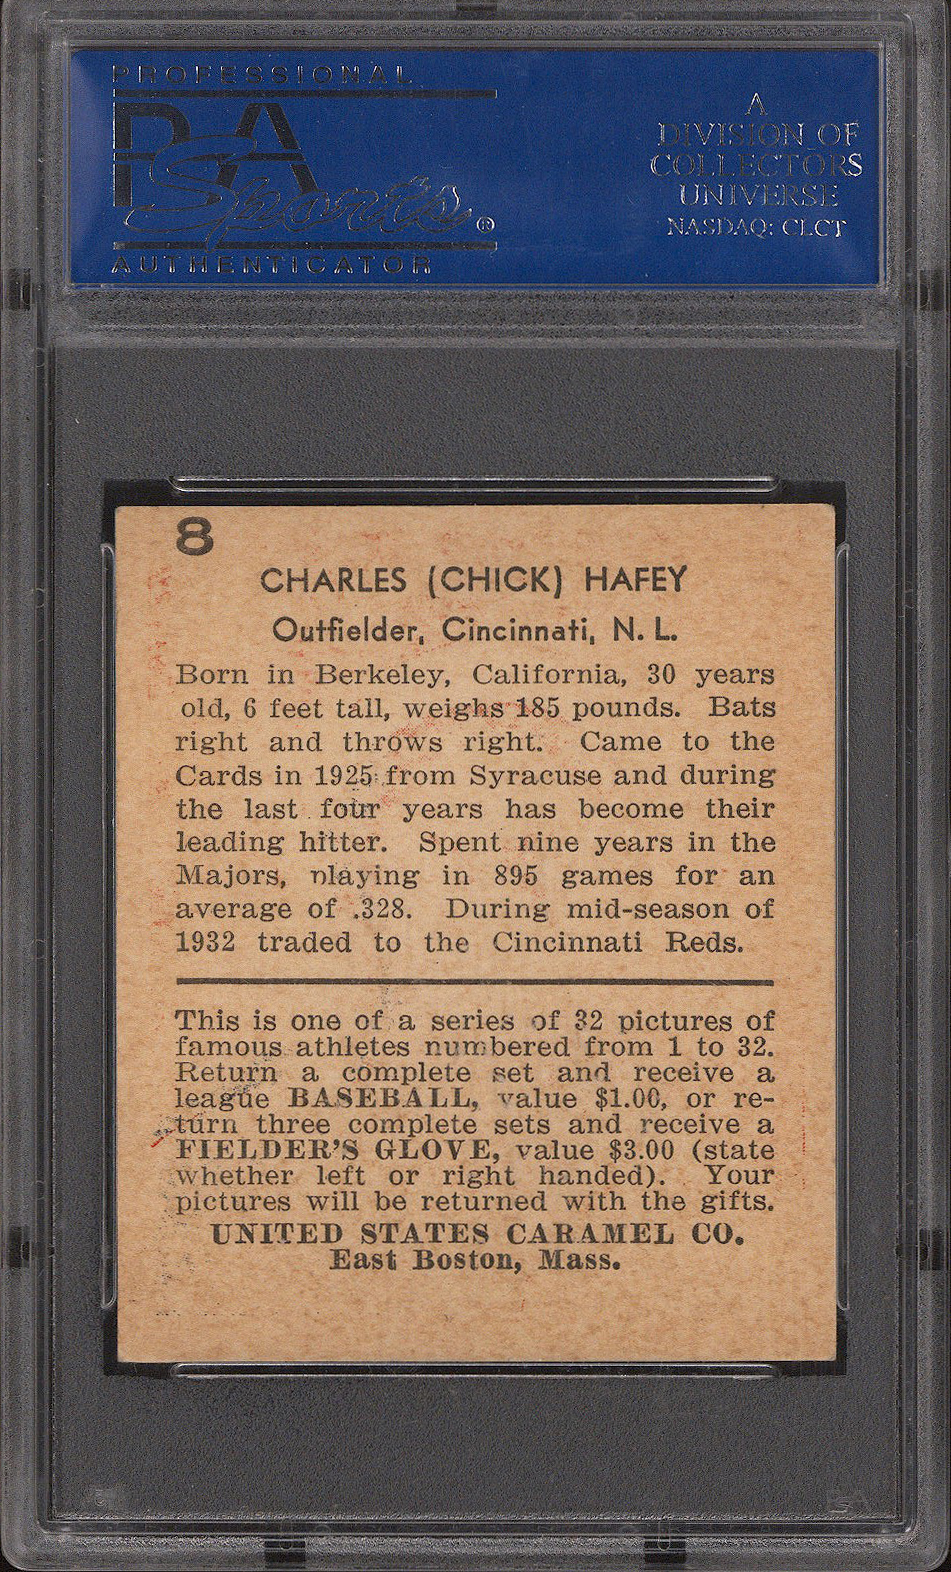 PROFESSIONAL
PSA
Sports®
AUTHENTICATOR
A
DIVISION OF
COLLECTORS
UNIVERSE
NASDAQ: CLCT
8
CHARLES (CHICK) HAFEY
Outfielder, Cincinnati, N. L.
Born in Berkeley, California, 30 years
old, 6 feet tall, weighs 185 pounds. Bats
right and throws right. Came to the
Cards in 1925 from Syracuse and during
the last four years has become their
leading hitter. Spent nine years in the
Majors, playing in 895 games for an
average of .328. During mid-season of
1932 traded to the Cincinnati Reds.
This is one of a series of 32 pictures of
famous athletes numbered from 1 to 32.
Return a complete set and receive a
league BASEBALL, value $1.00, or re-
turn three complete sets and receive a
FIELDER'S GLOVE, value $3.00 (state
whether left or right handed). Your
pictures will be returned with the gifts.
UNITED STATES CARAMEL CO.
East Boston, Mass.